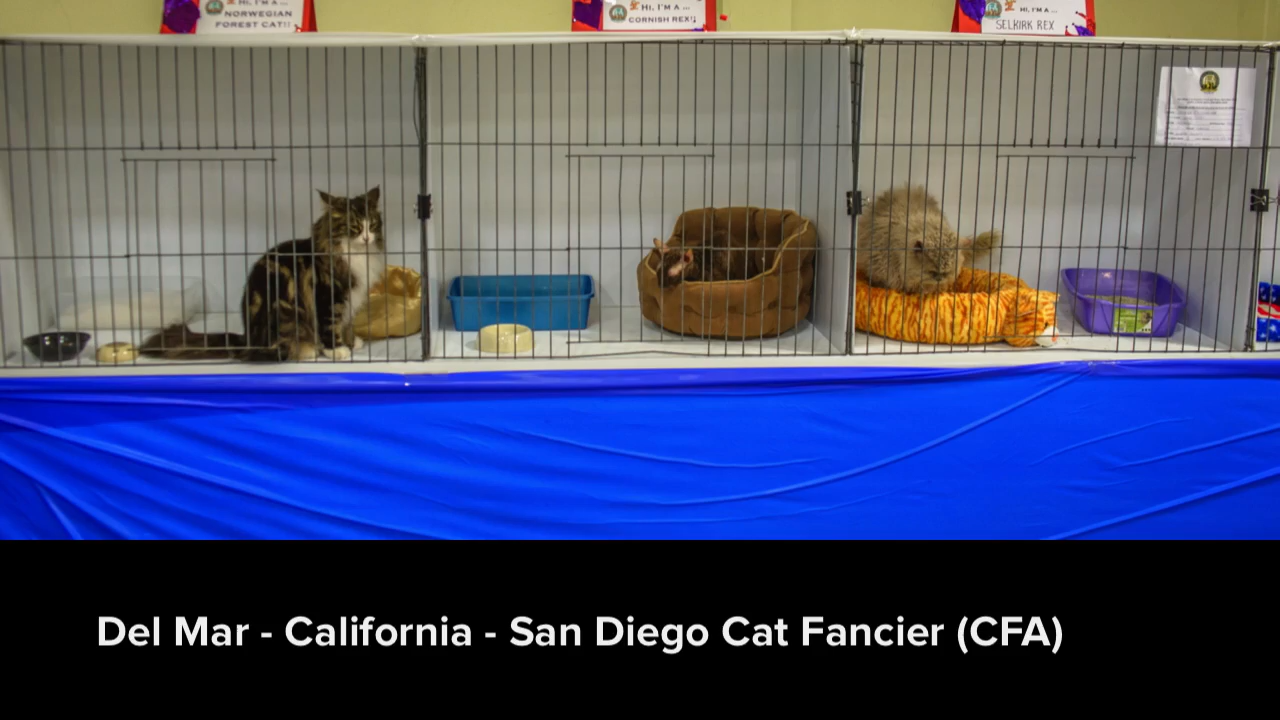 HI, I'M A ...
NORWEGIAN
FOREST CAT!!
HI, I'M A ...
CORNISH REX!!
HI, I'M A ...
SELKIRK REX
Del Mar - California - San Diego Cat Fancier (CFA)